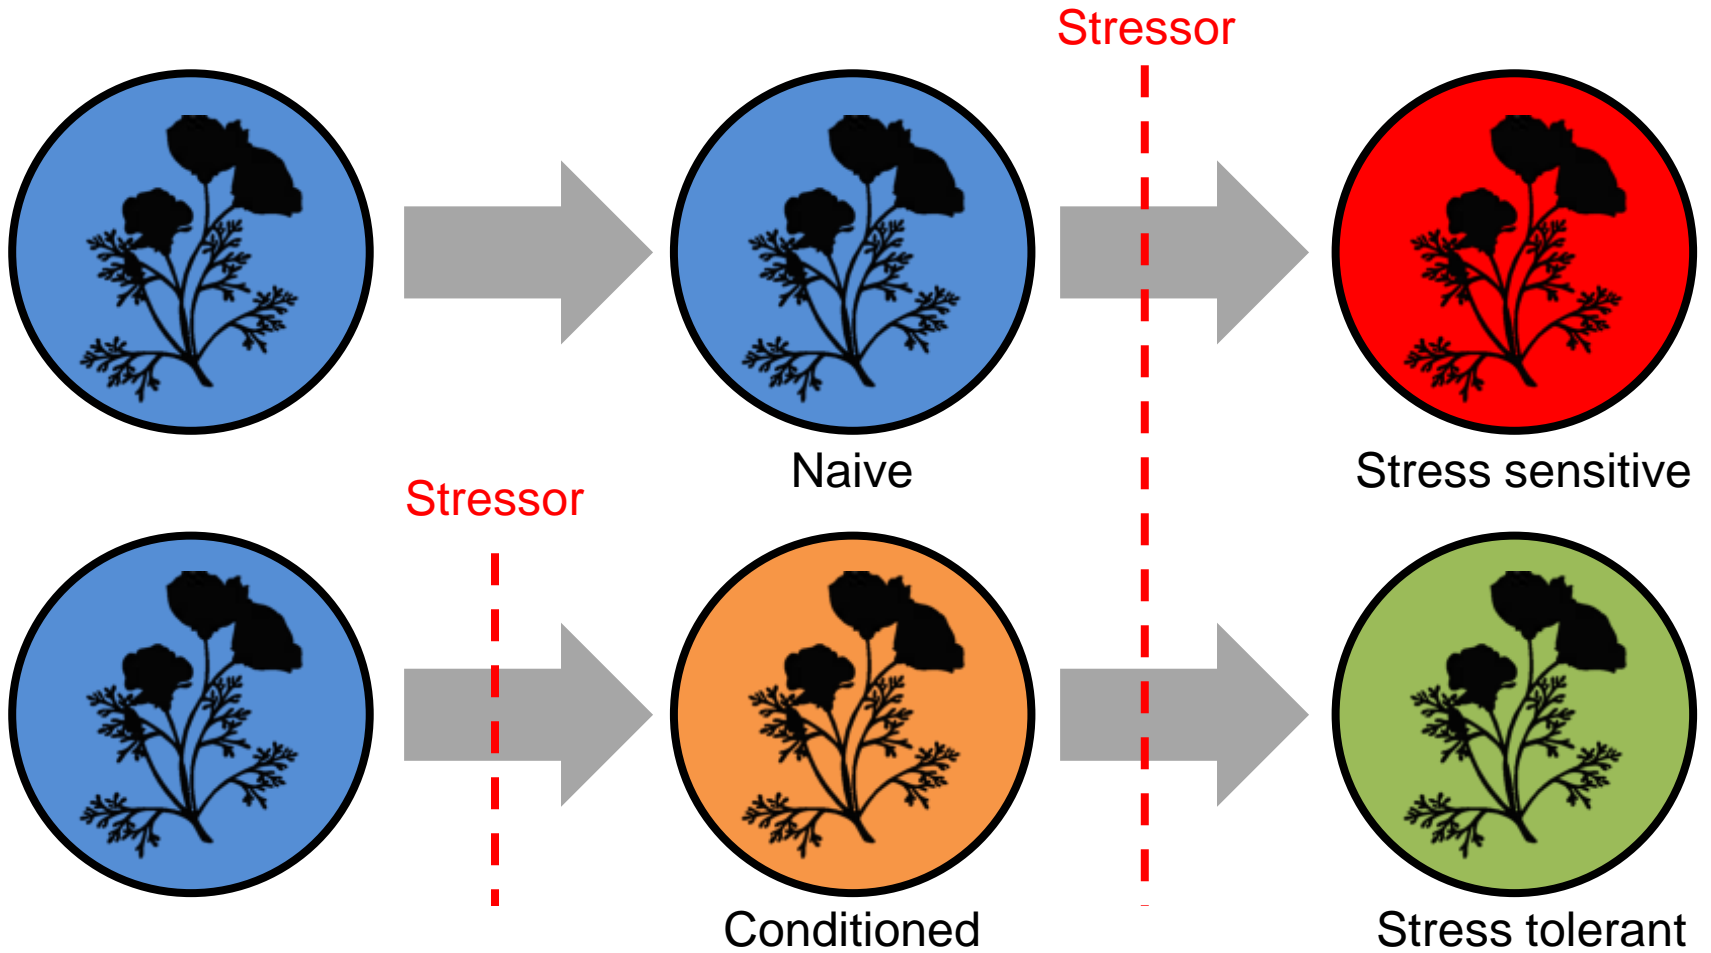 Stressor
Naive
Stress sensitive
Stressor
Conditioned
Stress tolerant